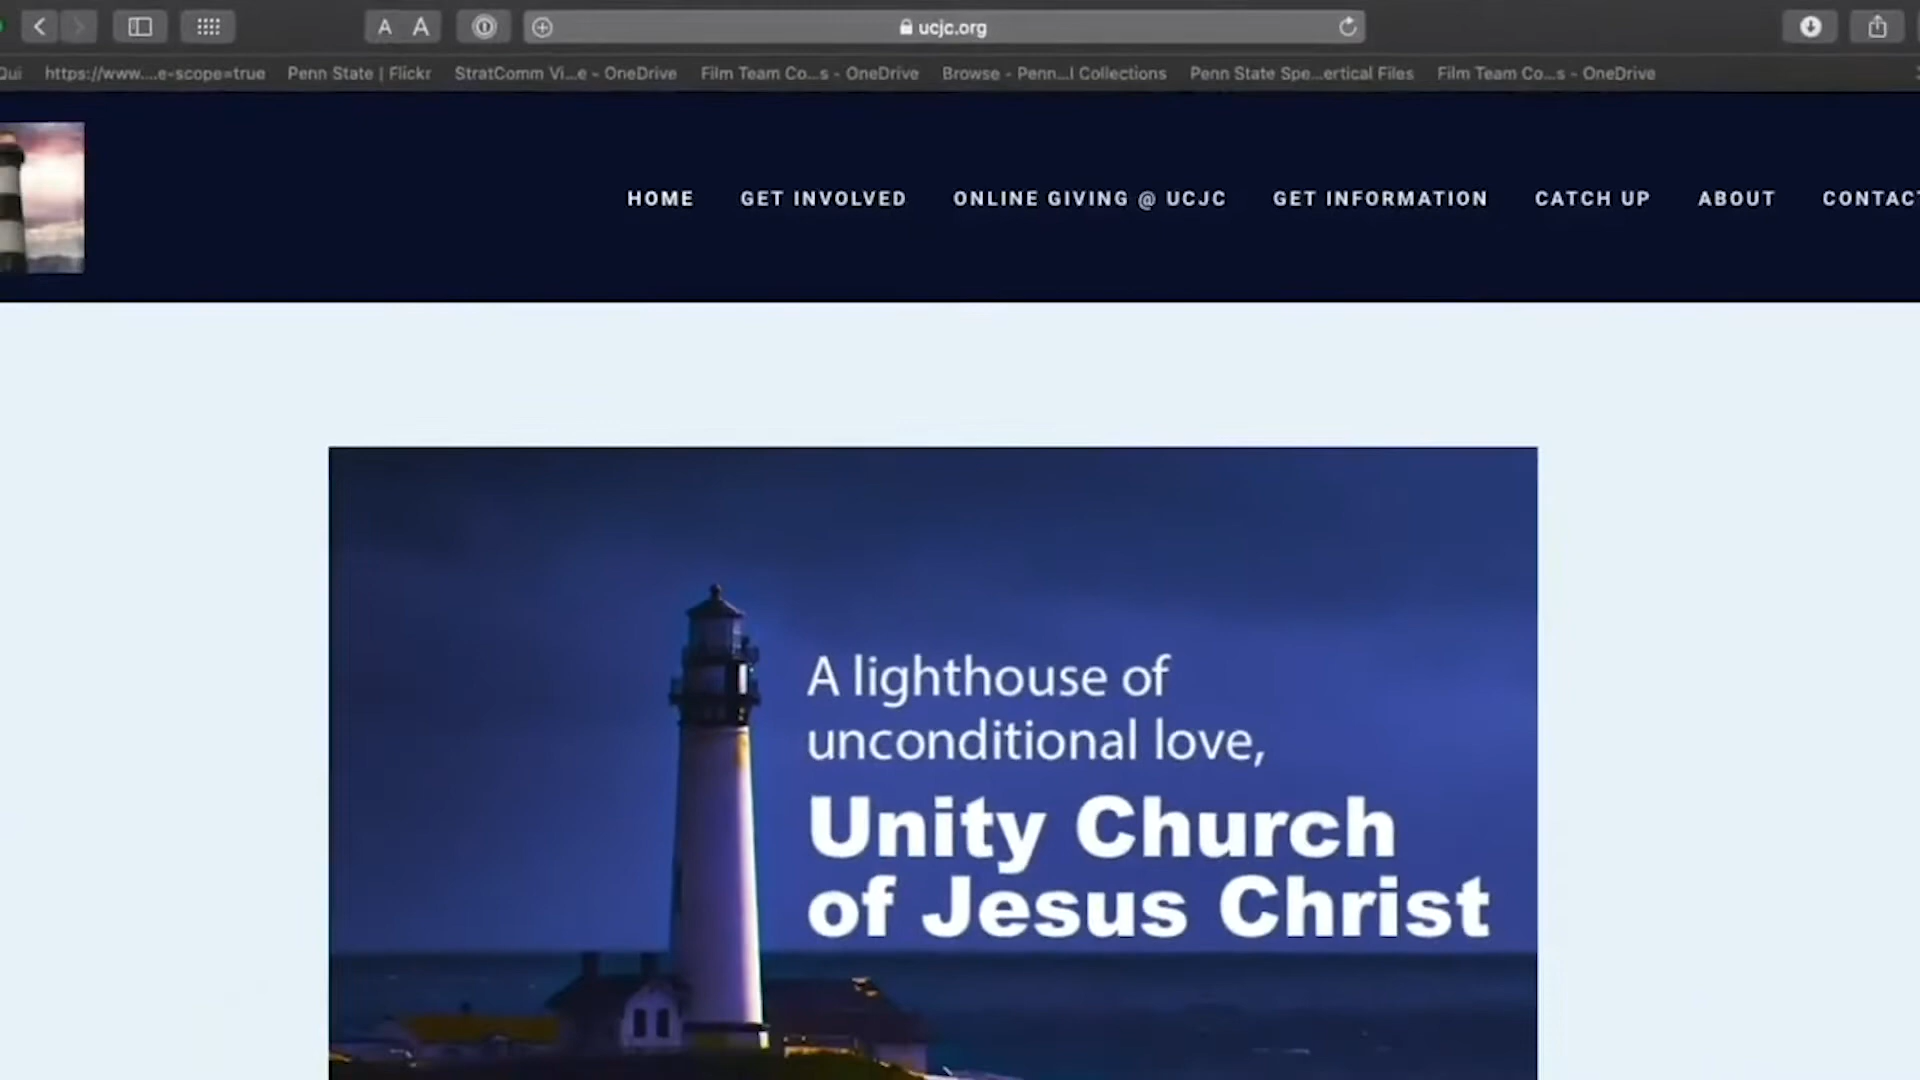 A A
ucjc.org
Qui https://www....e-scope=true Penn State | Flickr StratComm Vi...e - OneDrive Film Team Co...s - OneDrive Browse - Penn...l Collections Penn State Spe...ertical Files Film Team Co...s - OneDrive
HOME GET INVOLVED ONLINE GIVING @ UCJC GET INFORMATION CATCH UP ABOUT CONTACT
A lighthouse of
unconditional love,
Unity Church
of Jesus Christ